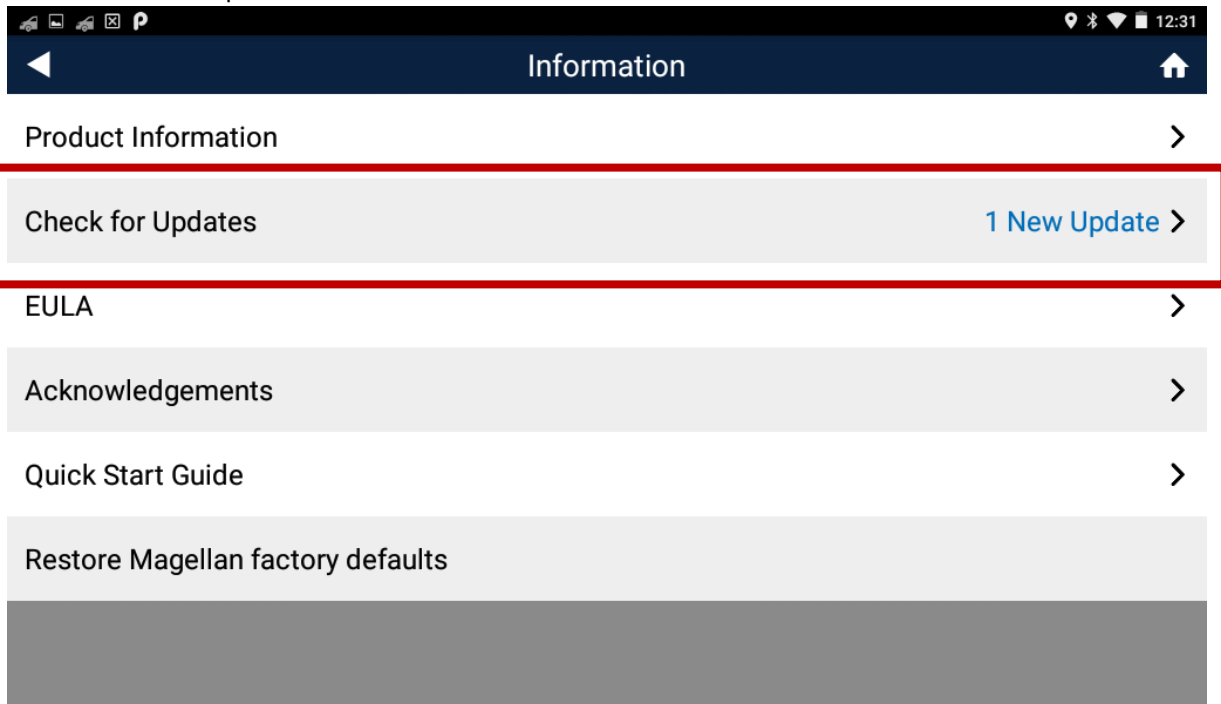 12:31
Information
Product Information
Check for Updates 1 New Update
EULA
Acknowledgements
Quick Start Guide
Restore Magellan factory defaults